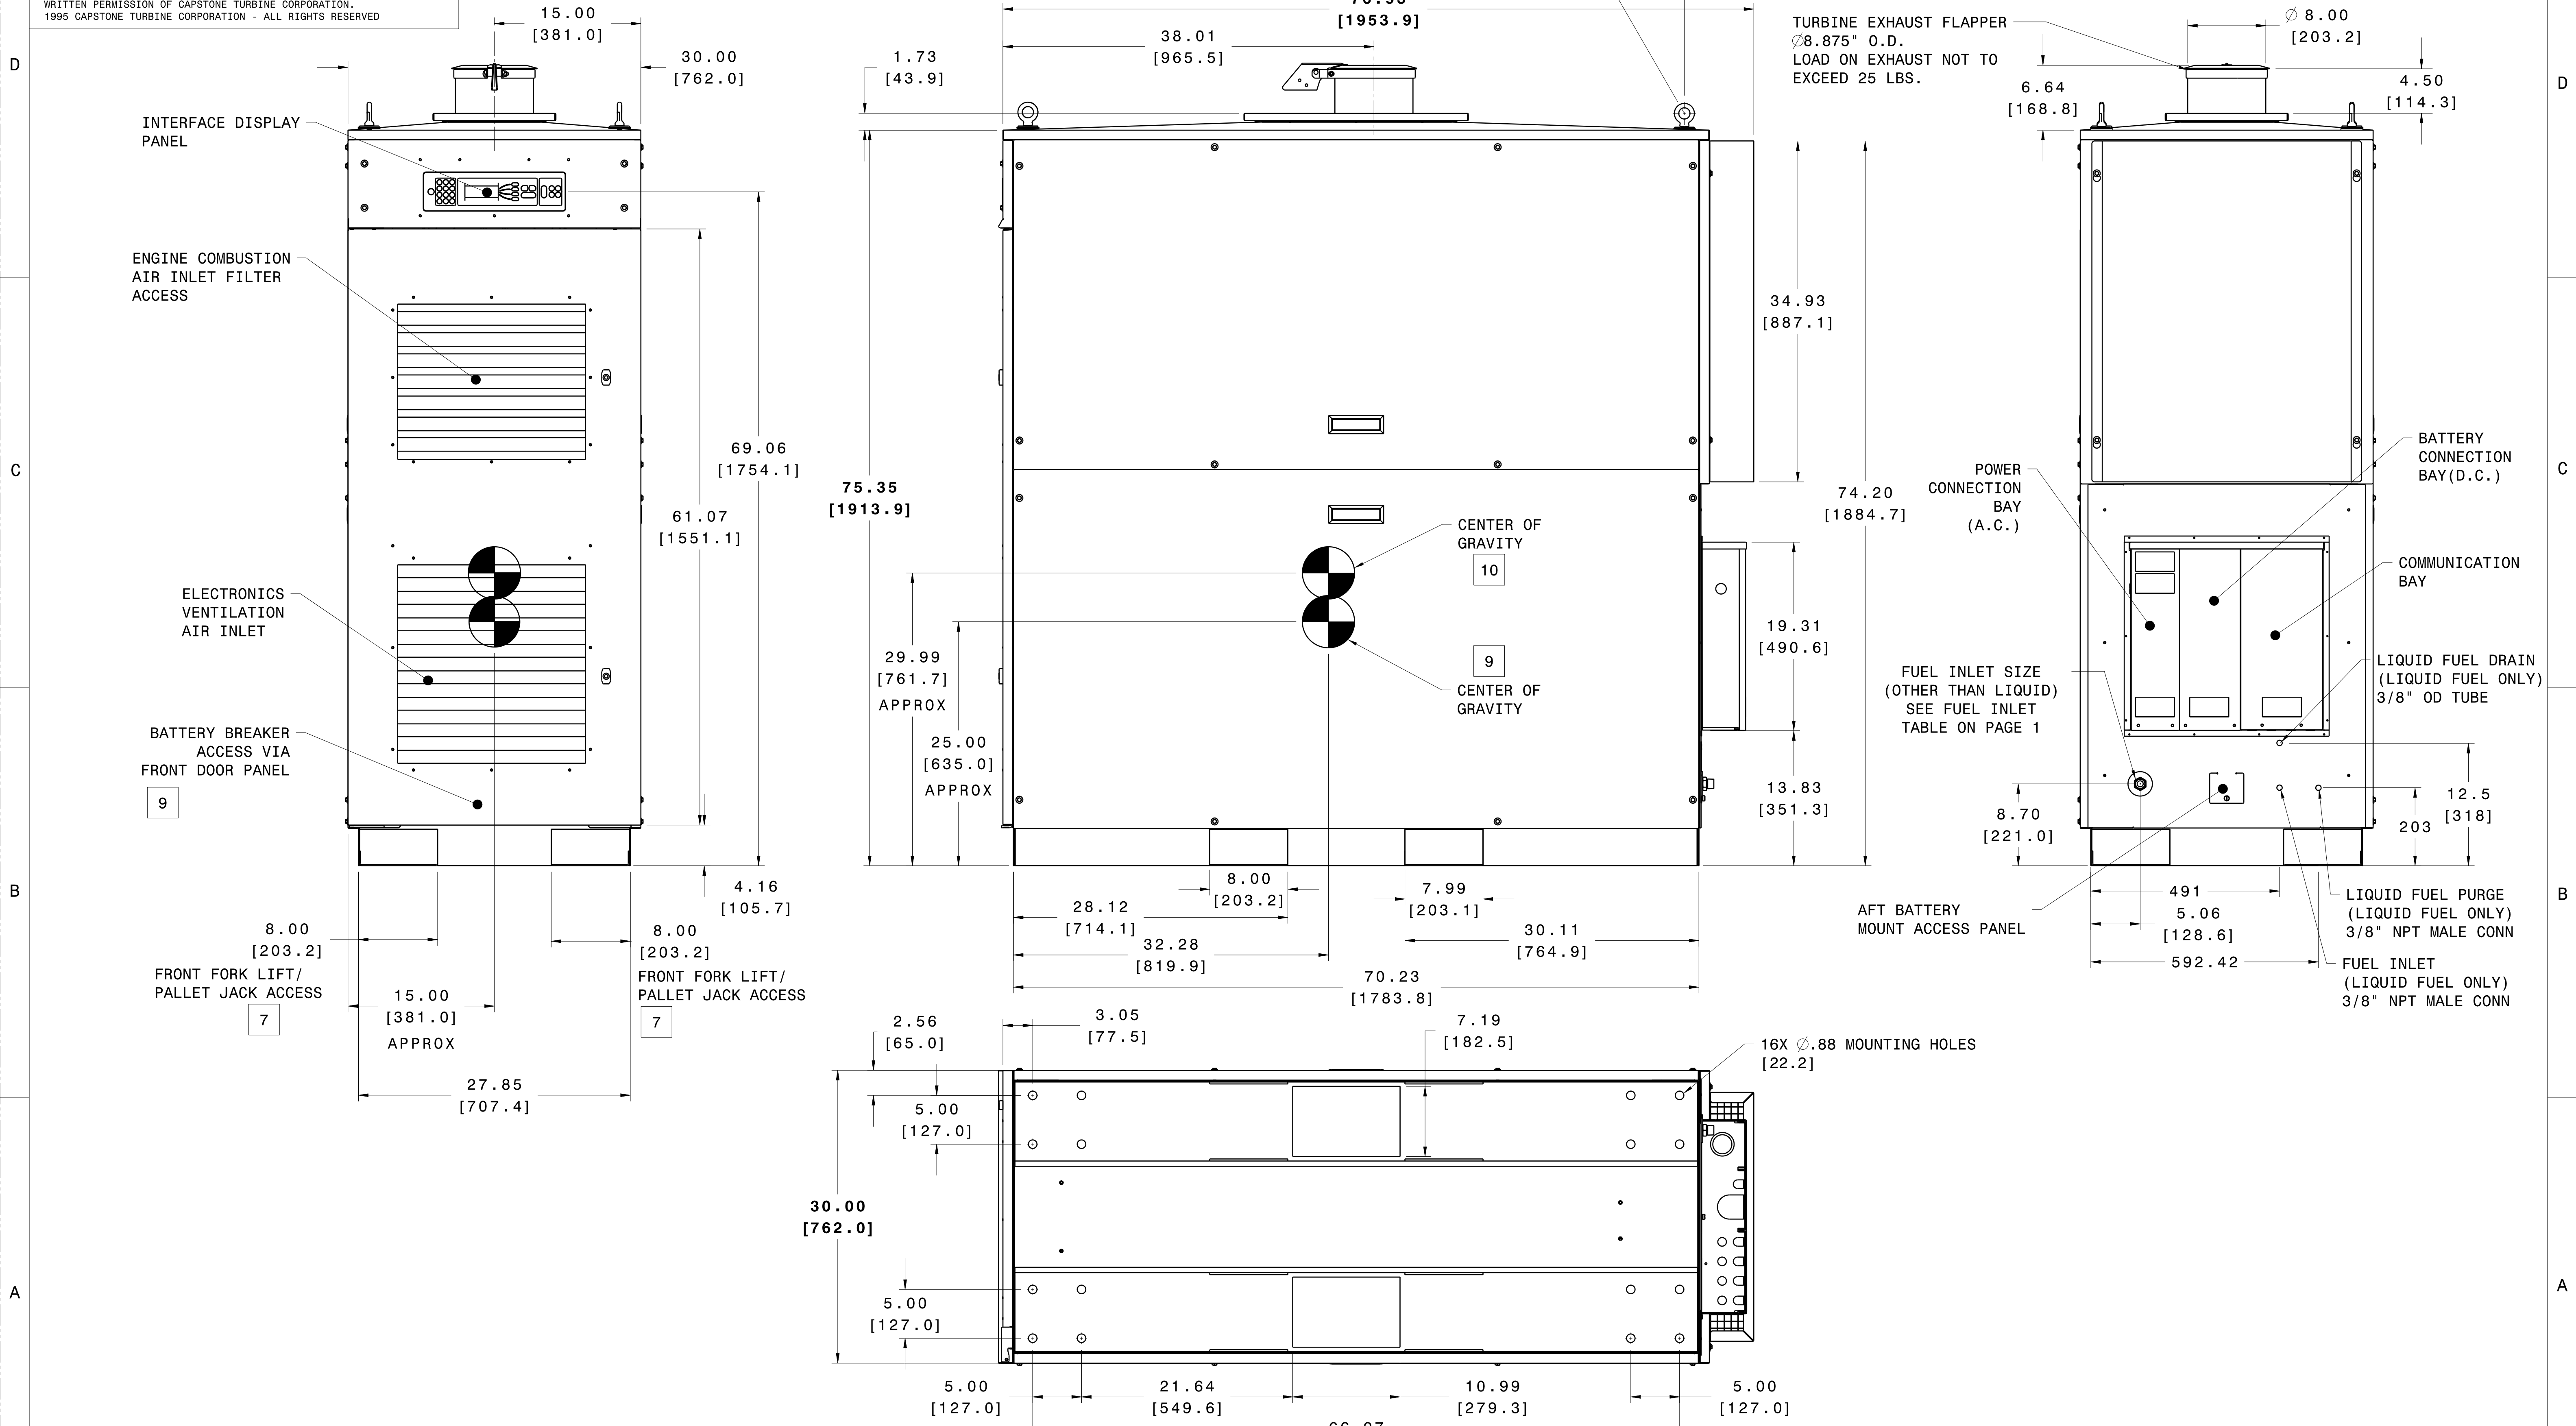 WRITTEN PERMISSION OF CAPSTONE TURBINE CORPORATION.
1995 CAPSTONE TURBINE CORPORATION - ALL RIGHTS RESERVED
D
C
B
A
15.00
[381.0]
30.00
[762.0]
INTERFACE DISPLAY
PANEL
ENGINE COMBUSTION
AIR INLET FILTER
ACCESS
ELECTRONICS
VENTILATION
AIR INLET
BATTERY BREAKER
ACCESS VIA
FRONT DOOR PANEL
9
69.06
[1754.1]
61.07
[1551.1]
4.16
[105.7]
8.00
[203.2]
FRONT FORK LIFT/
PALLET JACK ACCESS
7
8.00
[203.2]
FRONT FORK LIFT/
PALLET JACK ACCESS
7
15.00
[381.0]
APPROX
27.85
[707.4]
[1953.9]
38.01
[965.5]
1.73
[43.9]
75.35
[1913.9]
34.93
[887.1]
74.20
[1884.7]
CENTER OF
GRAVITY
10
9
CENTER OF
GRAVITY
29.99
[761.7]
APPROX
25.00
[635.0]
APPROX
19.31
[490.6]
13.83
[351.3]
8.00
[203.2]
7.99
[203.1]
28.12
[714.1]
30.11
[764.9]
32.28
[819.9]
70.23
[1783.8]
TURBINE EXHAUST FLAPPER
∅8.875" O.D.
LOAD ON EXHAUST NOT TO
EXCEED 25 LBS.
∅ 8.00
[203.2]
6.64
[168.8]
4.50
[114.3]
POWER
CONNECTION
BAY
(A.C.)
BATTERY
CONNECTION
BAY(D.C.)
COMMUNICATION
BAY
FUEL INLET SIZE
(OTHER THAN LIQUID)
SEE FUEL INLET
TABLE ON PAGE 1
LIQUID FUEL DRAIN
(LIQUID FUEL ONLY)
3/8" OD TUBE
8.70
[221.0]
12.5
[318]
203
491
5.06
[128.6]
592.42
AFT BATTERY
MOUNT ACCESS PANEL
LIQUID FUEL PURGE
(LIQUID FUEL ONLY)
3/8" NPT MALE CONN
FUEL INLET
(LIQUID FUEL ONLY)
3/8" NPT MALE CONN
2.56
[65.0]
3.05
[77.5]
7.19
[182.5]
16X ∅.88 MOUNTING HOLES
[22.2]
5.00
[127.0]
30.00
[762.0]
5.00
[127.0]
5.00
[127.0]
21.64
[549.6]
10.99
[279.3]
5.00
[127.0]
D
C
B
A